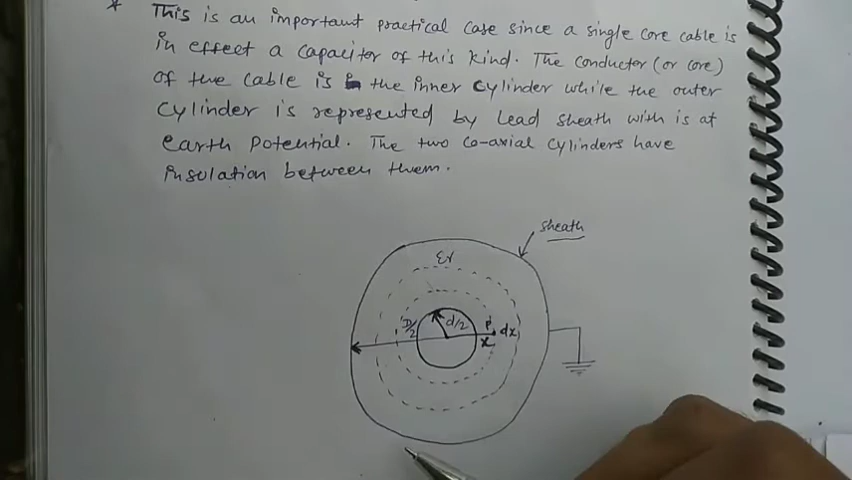 * This is an important practical case since a single core cable is
in effect a capacitor of this kind. The conductor (or core)
of the cable is the inner cylinder while the outer
cylinder is represented by lead sheath with is at
earth potential. The two co-axial cylinders have
insulation between them.
sheath
εr
D/2
d/2
P
dx
x